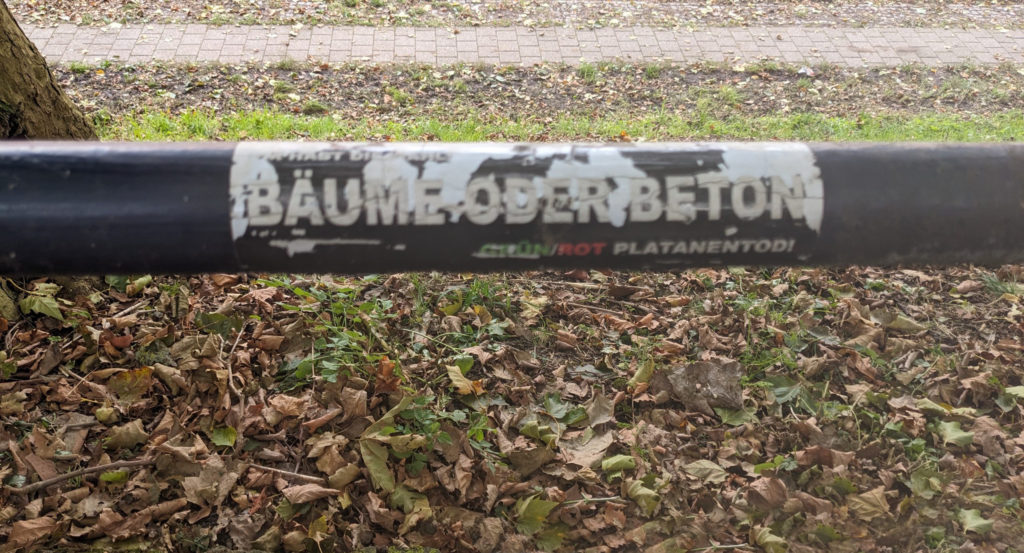 BÄUME ODER BETON
GRÜN/ROT PLATANENTOD!